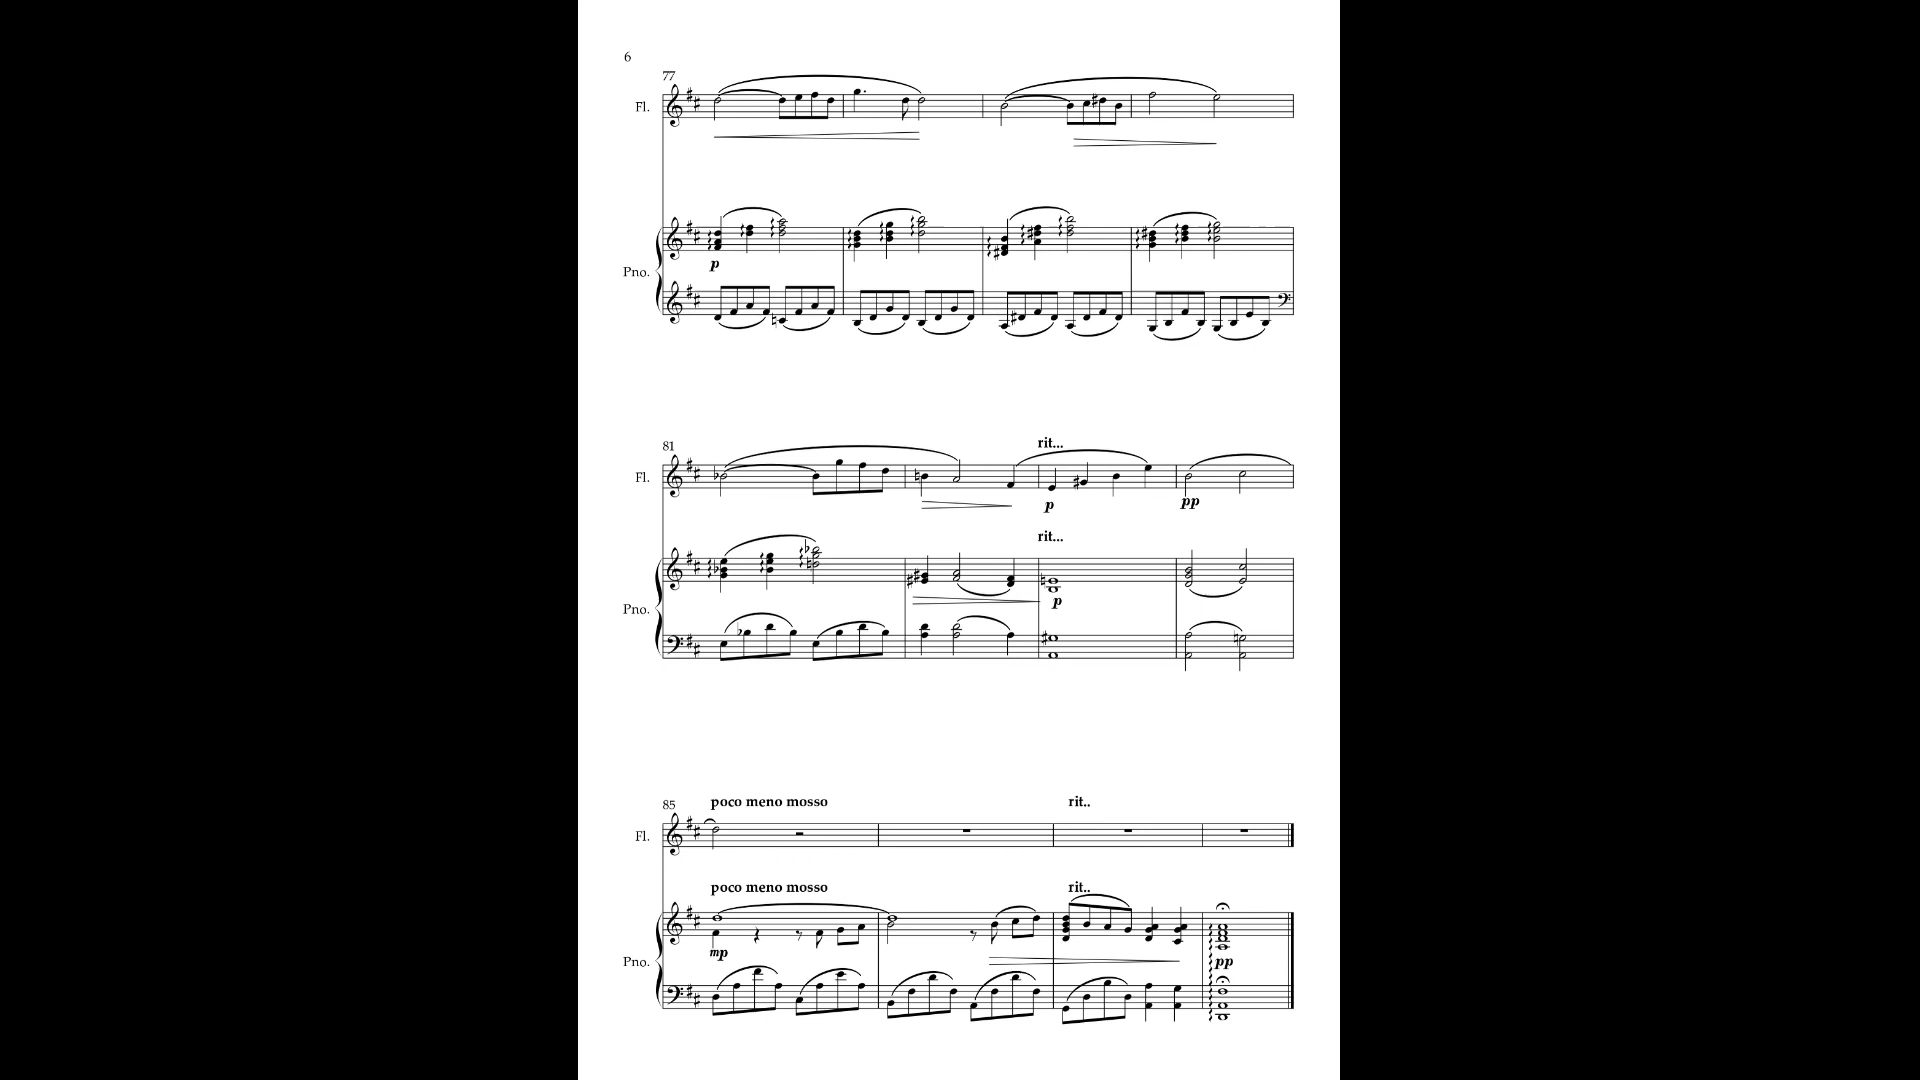 6
77
Fl.
p
Pno.
81
rit...
Fl.
p
pp
rit...
p
Pno.
85
poco meno mosso
rit..
Fl.
poco meno mosso
rit..
mp
pp
Pno.